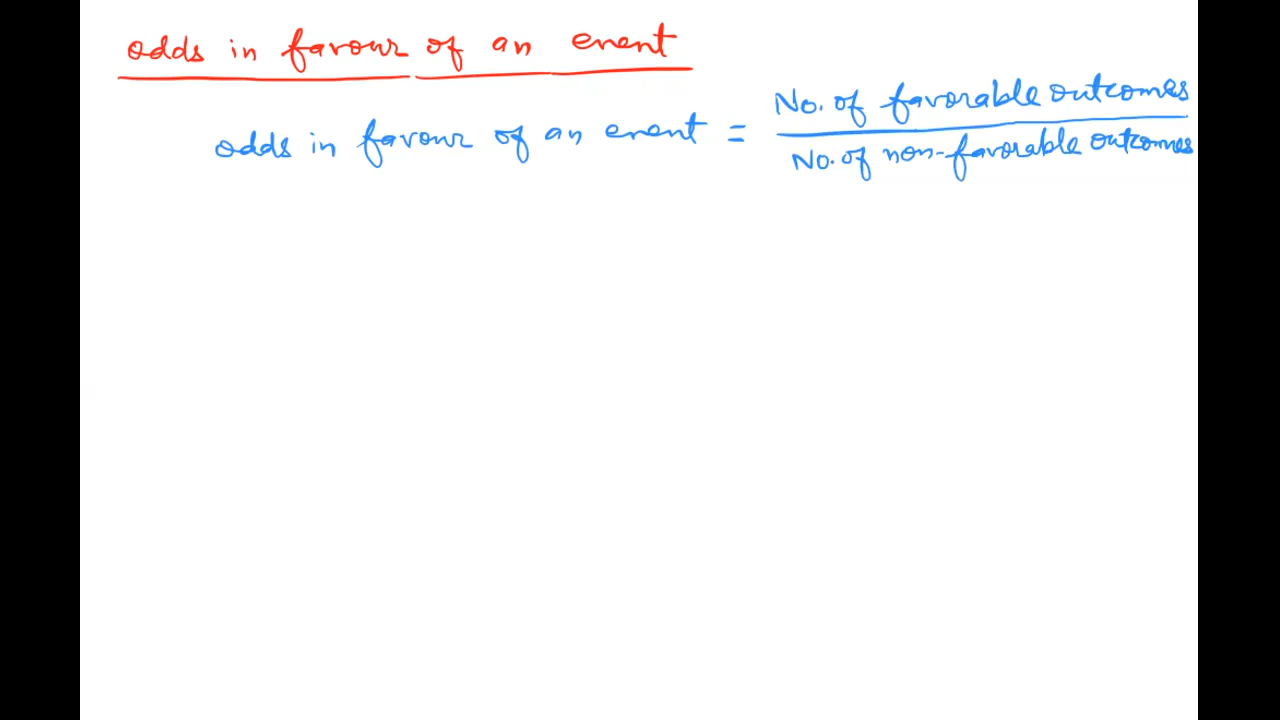 odds in favour of an event
odds in favour of an event = No. of favorable outcomes / No. of non-favorable outcomes